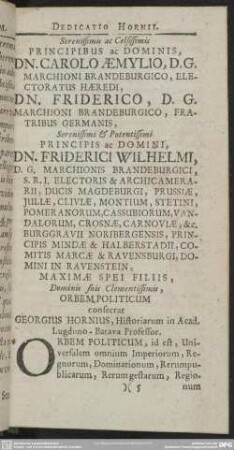 DEDICATIO HORNII.
Serenissimis ac Celsissimis
PRINCIPIBUS ac DOMINIS,
DN. CAROLO ÆMYLIO, D.G.
MARCHIONI BRANDEBURGICO, ELE-
CTORATUS HÆREDI,
DN. FRIDERICO, D. G.
MARCHIONI BRANDEBURGICO, FRA-
TRIBUS GERMANIS,
Serenissimi & Potentissimi
PRINCIPIS ac DOMINI,
DN. FRIDERICI WILHELMI,
D. G. MARCHIONIS BRANDEBURGICI,
S. R. I. ELECTORIS & ARCHICAMERA-
RII, DUCIS MAGDEBURGI, PRUSSIÆ,
JULIÆ, CLIVIÆ, MONTIUM, STETINI,
POMERANORUM, CASSUBIORUM, VAN-
DALORUM, CROSNÆ, CARNOVIÆ, &c.
BURGGRAVII NORIBERGENSIS, PRIN-
CIPIS MINDÆ & HALBERSTADII, CO-
MITIS MARCÆ & RAVENSBURGI, DO-
MINI IN RAVENSTEIN,
MAXIMÆ SPEI FILIIS,
Dominis suis Clementissimis,
ORBEM POLITICUM
consecrat
GEORGIUS HORNIUS, Historiarum in Acad.
Lugduno-Batava Professor.
ORBEM POLITICUM, id est, Uni-
versalem omnium Imperiorum, Re-
gnorum, Dominationum, Rerumpu-
blicarum, Rerum gestarum, Regio-
)( 5 num